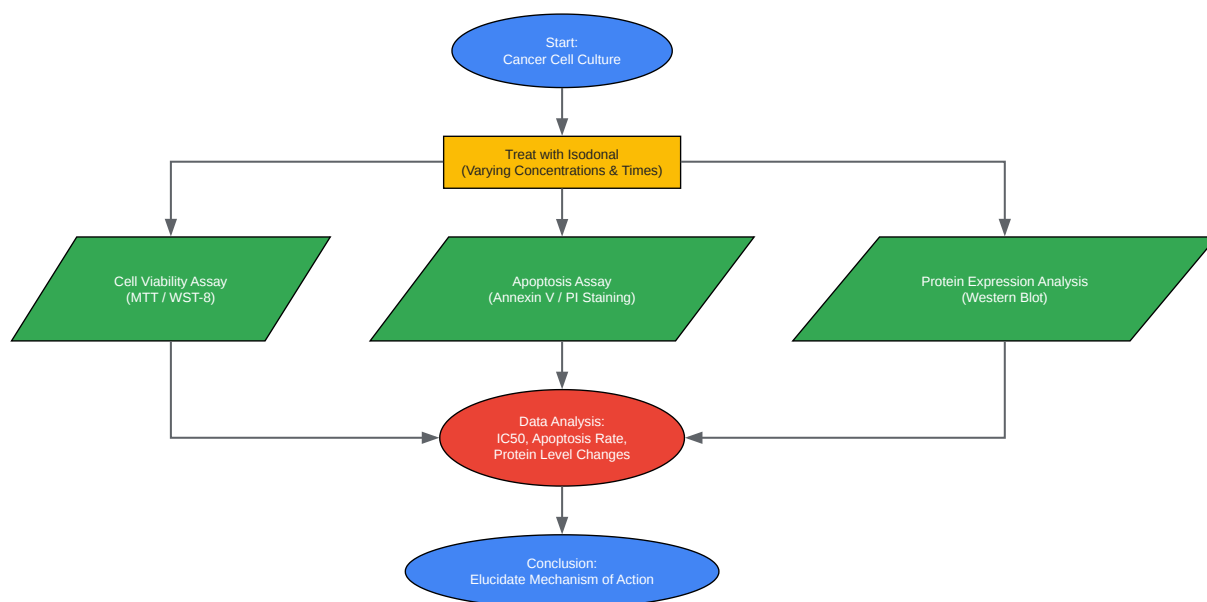 Start:
Cancer Cell Culture
Treat with Isodonal
(Varying Concentrations & Times)
Cell Viability Assay
(MTT / WST-8)
Apoptosis Assay
(Annexin V / PI Staining)
Protein Expression Analysis
(Western Blot)
Data Analysis:
IC50, Apoptosis Rate,
Protein Level Changes
Conclusion:
Elucidate Mechanism of Action